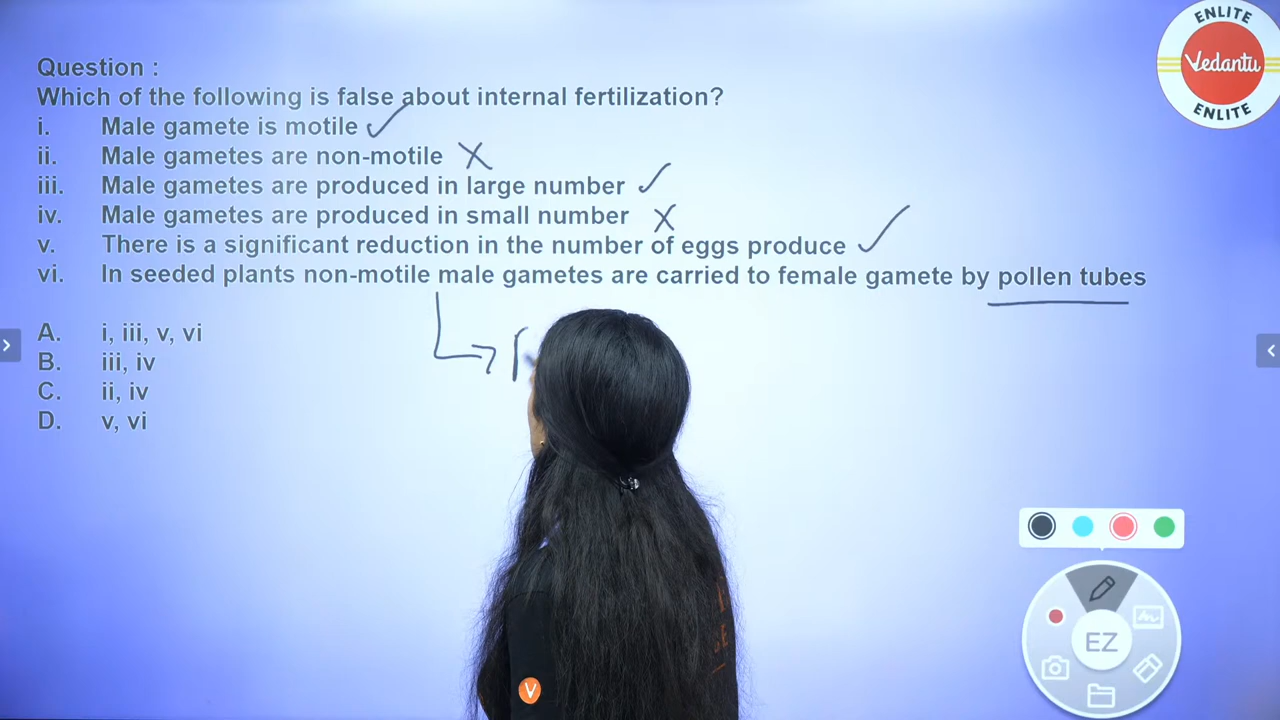 ENLITE
Vedantu
ENLITE
Question :
Which of the following is false about internal fertilization?
i. Male gamete is motile
ii. Male gametes are non-motile
iii. Male gametes are produced in large number
iv. Male gametes are produced in small number
v. There is a significant reduction in the number of eggs produce
vi. In seeded plants non-motile male gametes are carried to female gamete by pollen tubes
A. i, iii, v, vi
B. iii, iv
C. ii, iv
D. v, vi
EZ
V